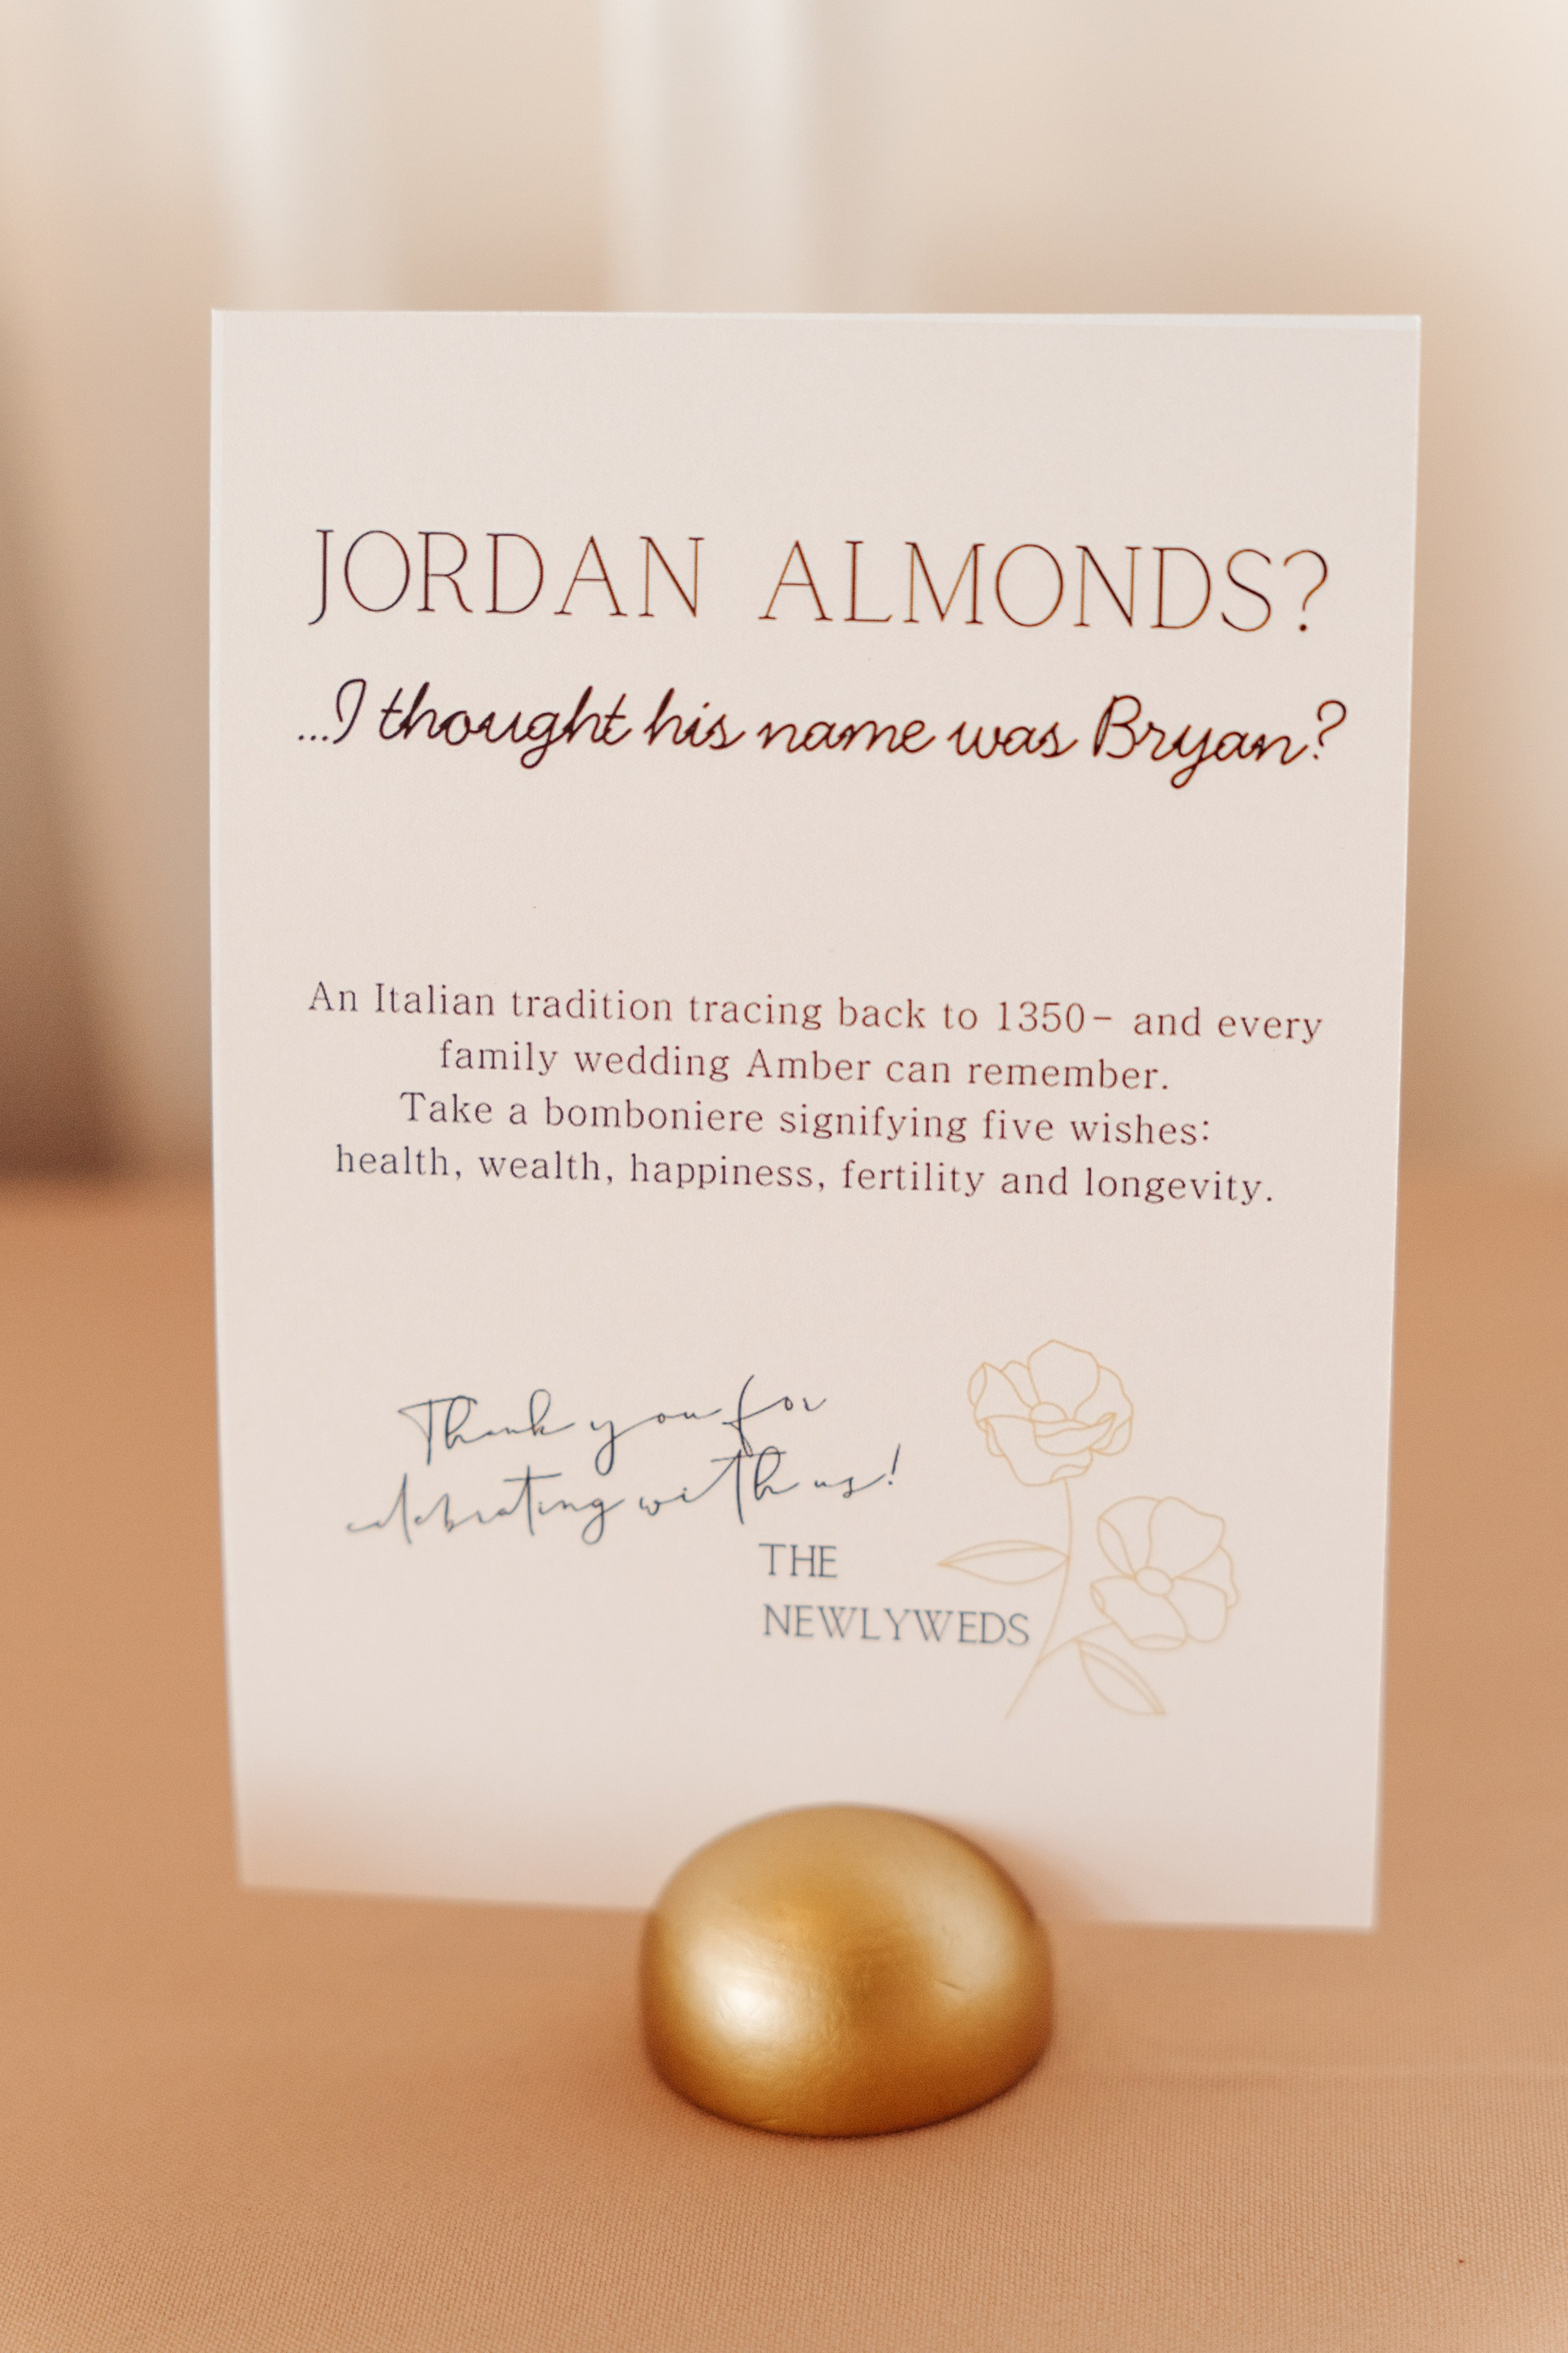 JORDAN ALMONDS?
...I thought his name was Bryan?
An Italian tradition tracing back to 1350- and every
family wedding Amber can remember.
Take a bomboniere signifying five wishes:
health, wealth, happiness, fertility and longevity.
Thank you for
celebrating with us!
THE
NEWLYWEDS